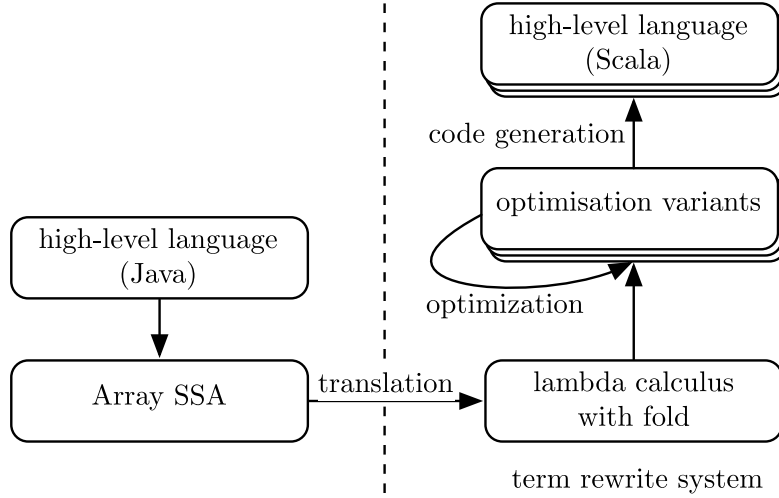 high-level language
(Scala)
code generation
optimisation variants
high-level language
(Java)
optimization
Array SSA
translation
lambda calculus
with fold
term rewrite system